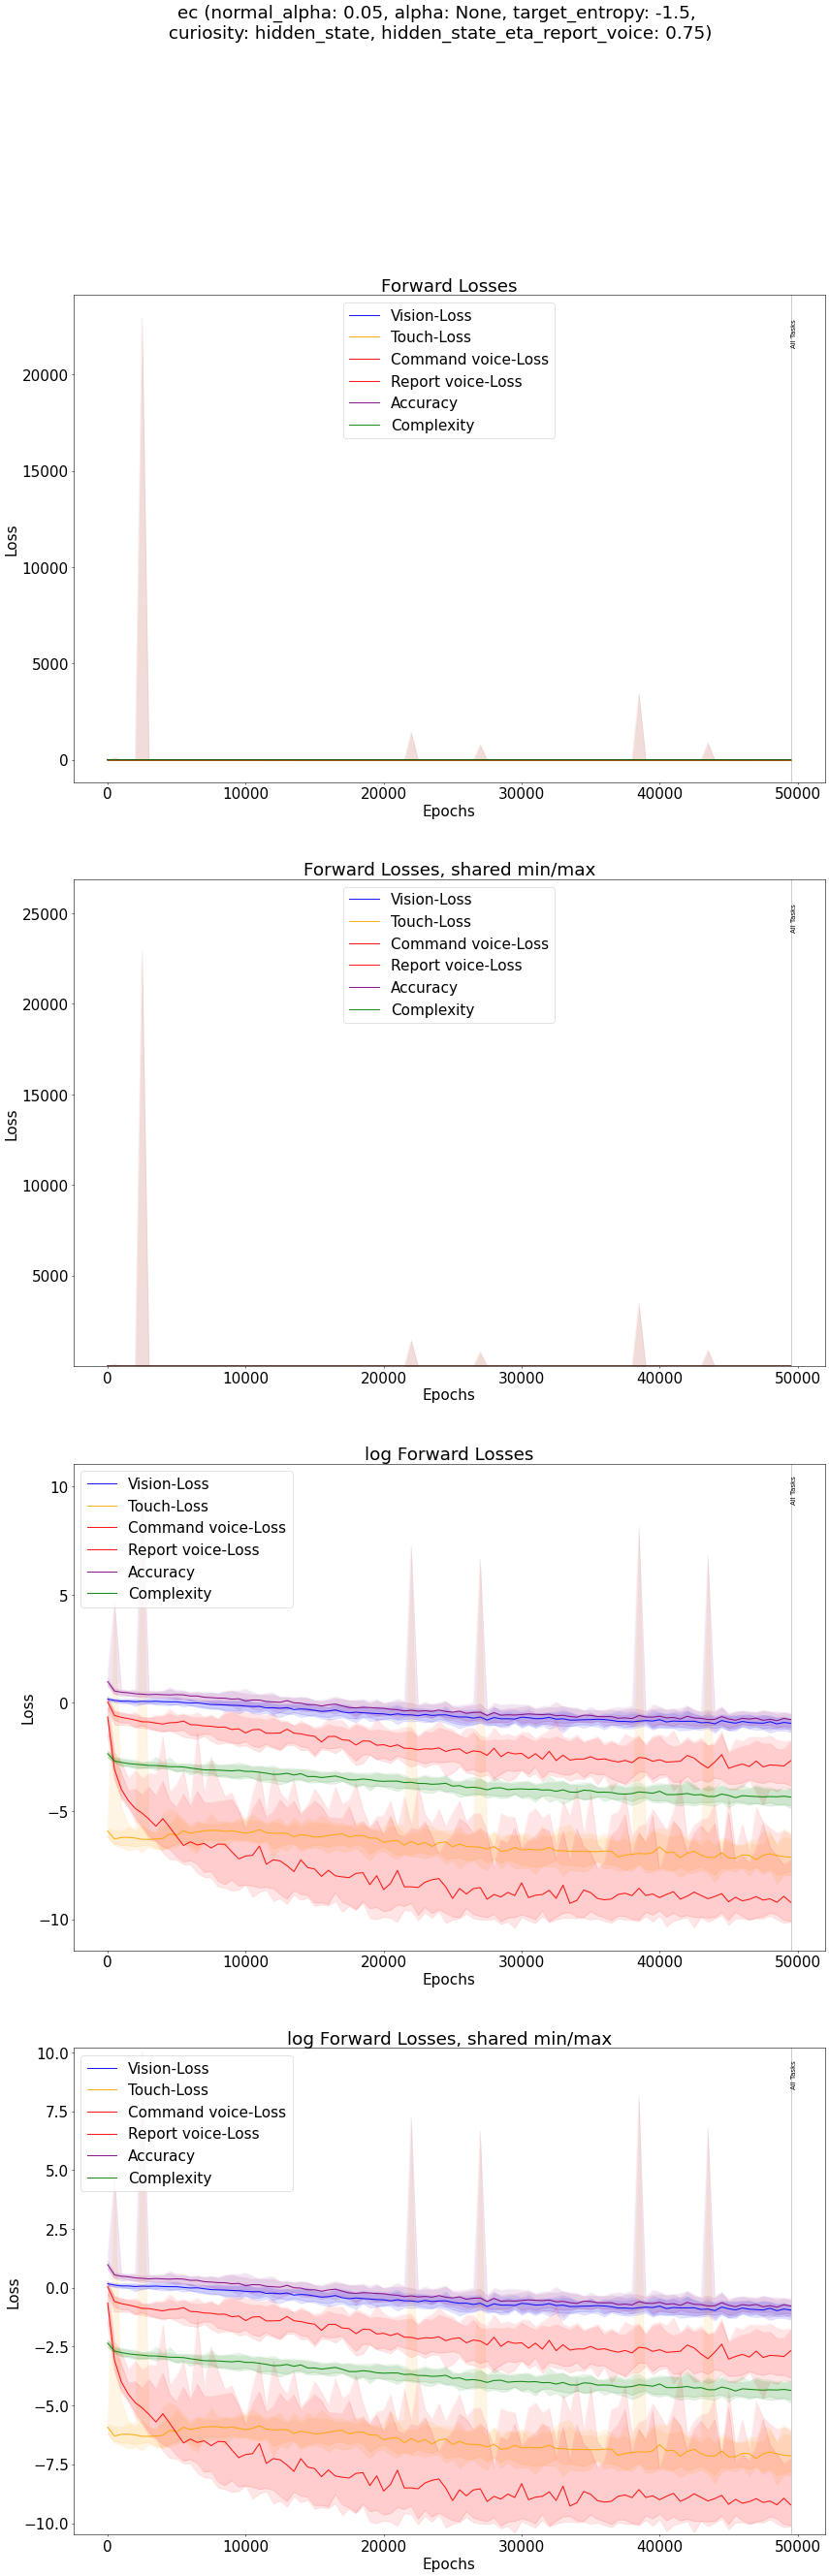 ec (normal_alpha: 0.05, alpha: None, target_entropy: -1.5,
curiosity: hidden_state, hidden_state_eta_report_voice: 0.75)
Forward Losses
Vision-Loss
Touch-Loss
Command voice-Loss
Report voice-Loss
Accuracy
Complexity
All Tasks
20000
15000
10000
5000
0
Loss
0 10000 20000 30000 40000 50000
Epochs
Forward Losses, shared min/max
Vision-Loss
Touch-Loss
Command voice-Loss
Report voice-Loss
Accuracy
Complexity
All Tasks
25000
20000
15000
10000
5000
Loss
0 10000 20000 30000 40000 50000
Epochs
log Forward Losses
Vision-Loss
Touch-Loss
Command voice-Loss
Report voice-Loss
Accuracy
Complexity
All Tasks
10
5
0
−5
−10
Loss
0 10000 20000 30000 40000 50000
Epochs
log Forward Losses, shared min/max
Vision-Loss
Touch-Loss
Command voice-Loss
Report voice-Loss
Accuracy
Complexity
All Tasks
10.0
7.5
5.0
2.5
0.0
−2.5
−5.0
−7.5
−10.0
Loss
0 10000 20000 30000 40000 50000
Epochs